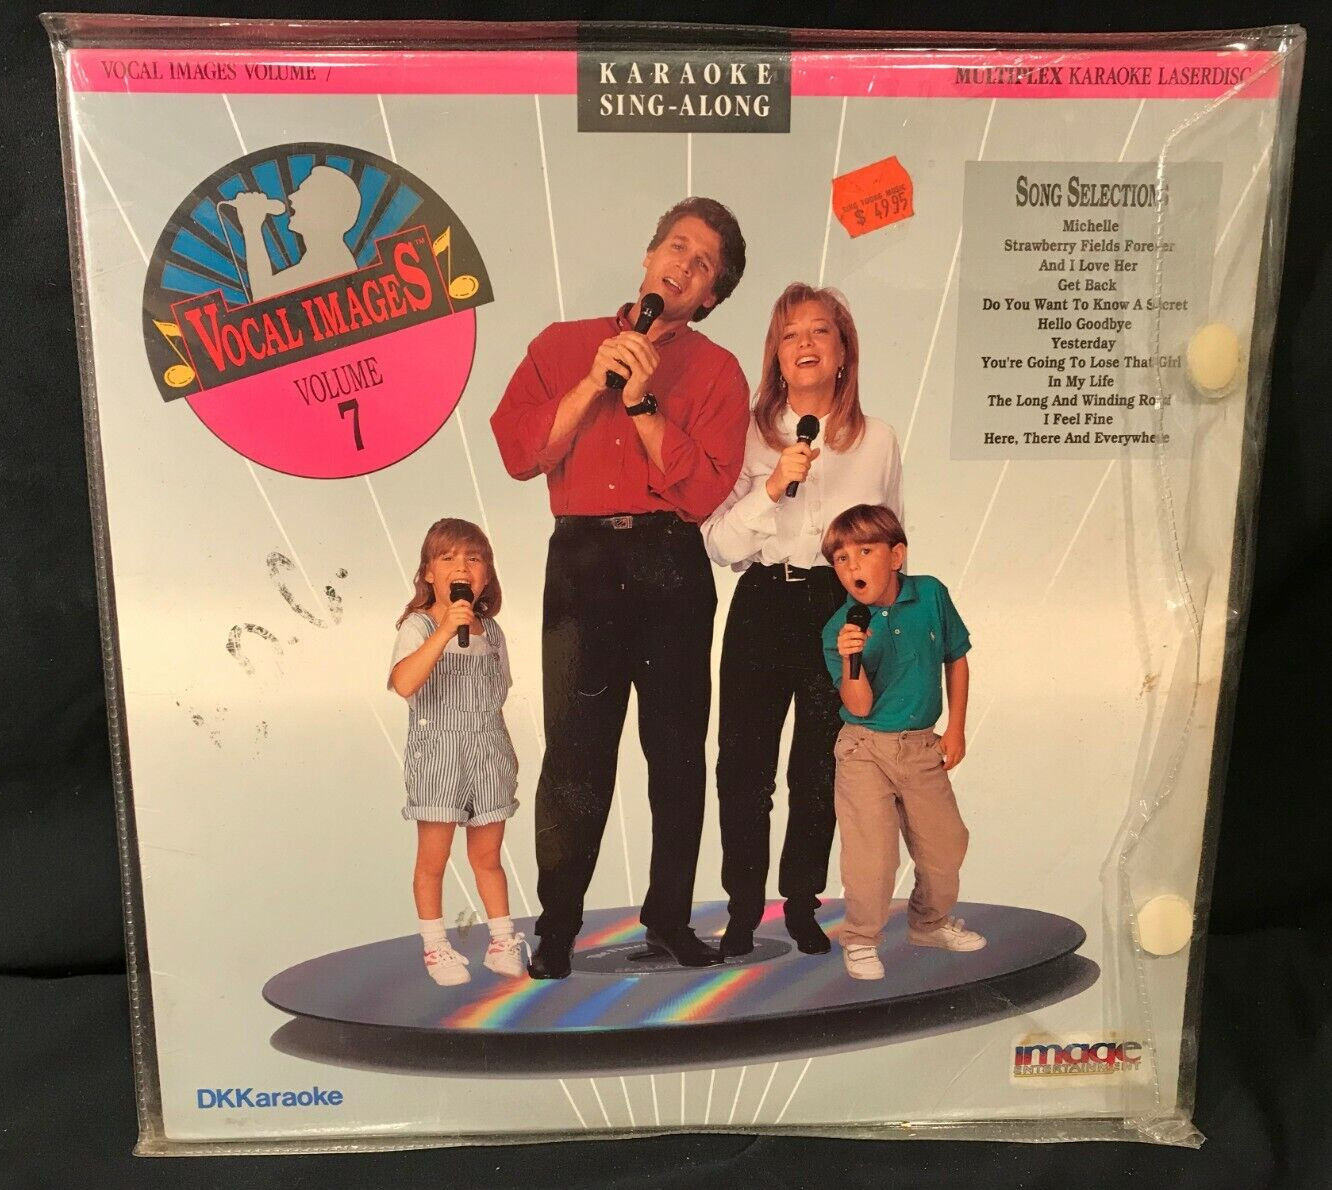 VOCAL IMAGES VOLUME 7
KARAOKE
SING-ALONG
MULTIPLEX KARAOKE LASERDISC
VOCAL IMAGES™
VOLUME
7
$ 49.95
SONG SELECTIONS
Michelle
Strawberry Fields Forever
And I Love Her
Get Back
Do You Want To Know A Secret
Hello Goodbye
Yesterday
You're Going To Lose That Girl
In My Life
The Long And Winding Road
I Feel Fine
Here, There And Everywhere
DKKaraoke
image
ENTERTAINMENT